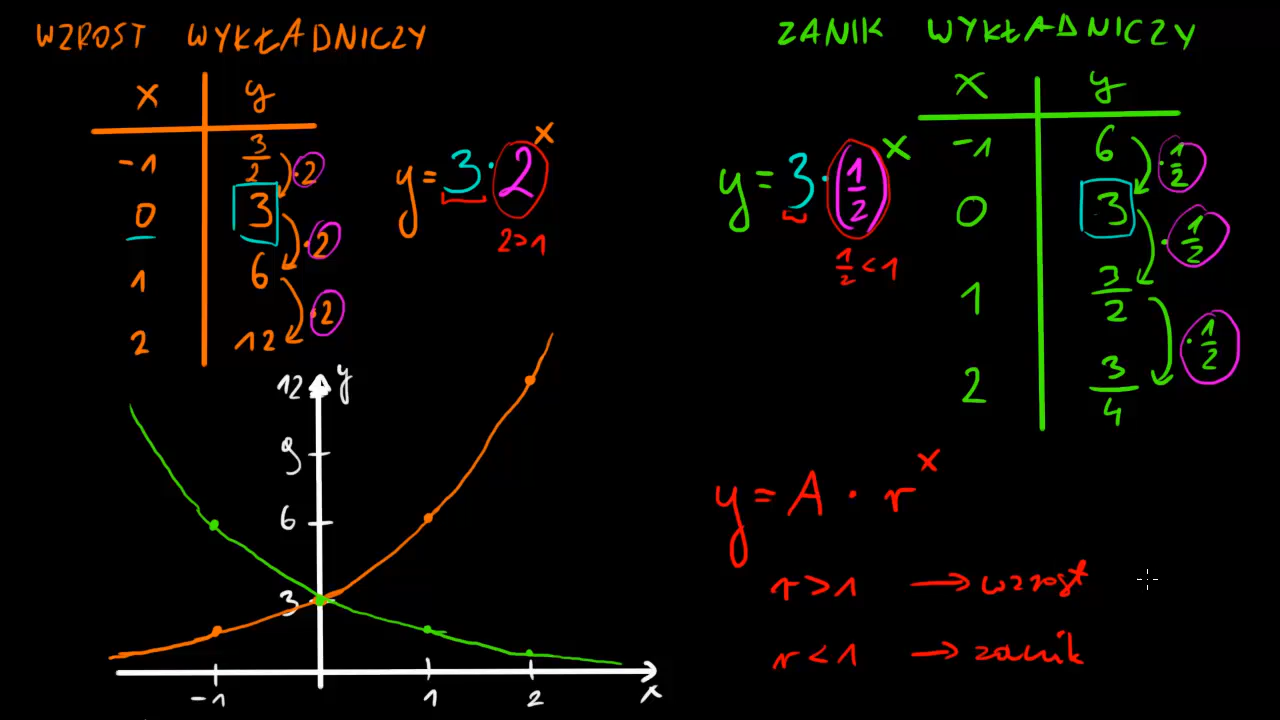 WZROST WYKŁADNICZY
x y
-1 3/2
·2
0 3
·2
1 6
·2
2 12
y = 3 · 2^x
2 > 1
ZANIK WYKŁADNICZY
x y
-1 6
·1/2
0 3
·1/2
1 3/2
·1/2
2 3/4
y = 3 · (1/2)^x
1/2 < 1
12 y
9
6
3
-1 1 2 x
y = A · r^x
r > 1 → wzrost
r < 1 → zanik